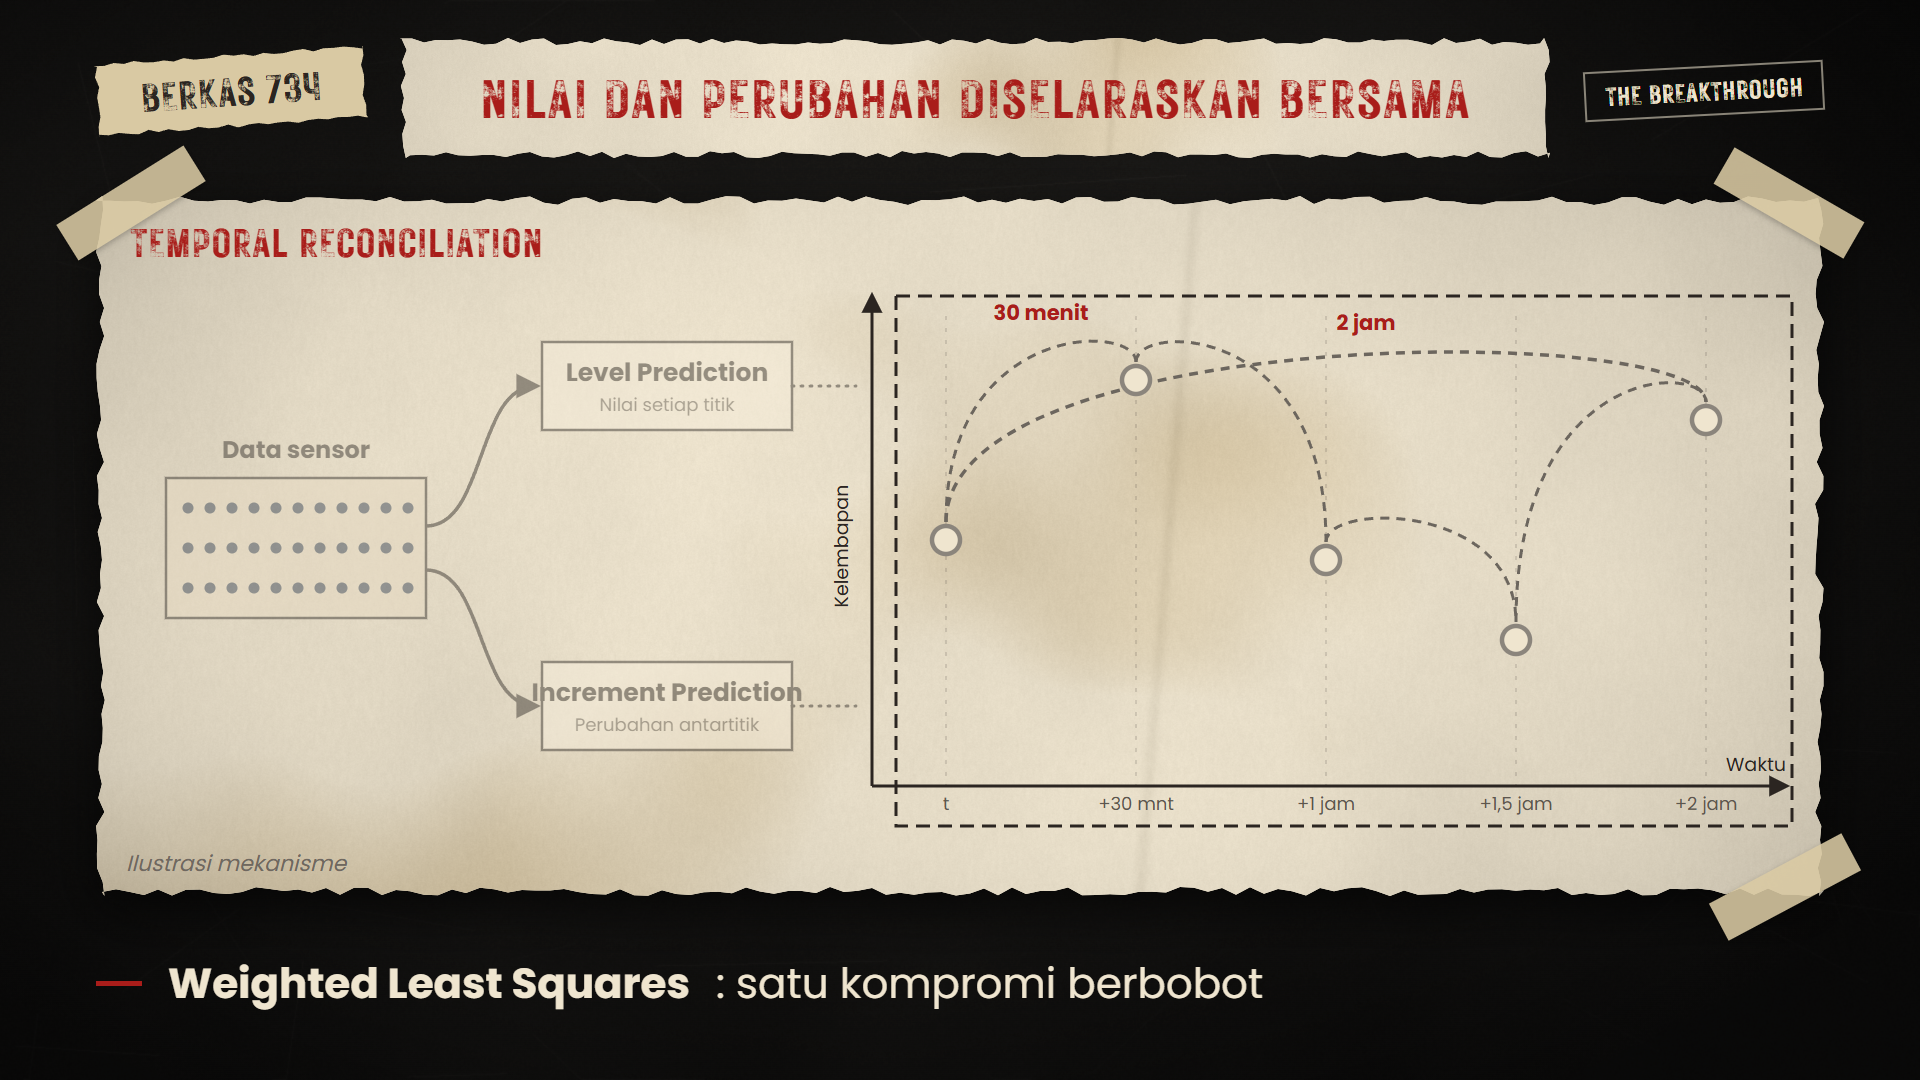 BERKAS 734
NILAI DAN PERUBAHAN DISELARASKAN BERSAMA
THE BREAKTHROUGH
TEMPORAL RECONCILIATION
Data sensor
Level Prediction
Nilai setiap titik
Increment Prediction
Perubahan antartitik
30 menit
2 jam
Kelembapan
Waktu
t
+30 mnt
+1 jam
+1,5 jam
+2 jam
Ilustrasi mekanisme
Weighted Least Squares : satu kompromi berbobot